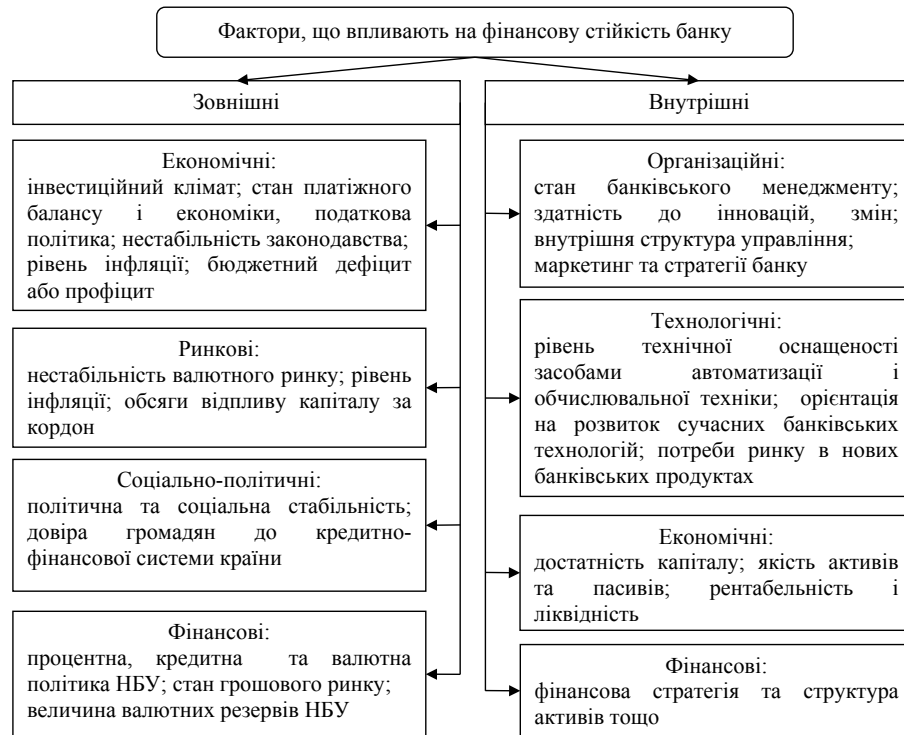 Фактори, що впливають на фінансову стійкість банку
Зовнішні
Економічні:
інвестиційний клімат; стан платіжного
балансу і економіки, податкова
політика; нестабільність законодавства;
рівень інфляції; бюджетний дефіцит
або профіцит
Ринкові:
нестабільність валютного ринку; рівень
інфляції; обсяги відпливу капіталу за
кордон
Соціально-політичні:
політична та соціальна стабільність;
довіра громадян до кредитно-
фінансової системи країни
Фінансові:
процентна, кредитна та валютна
політика НБУ; стан грошового ринку;
величина валютних резервів НБУ
Внутрішні
Організаційні:
стан банківського менеджменту;
здатність до інновацій, змін;
внутрішня структура управління;
маркетинг та стратегії банку
Технологічні:
рівень технічної оснащеності
засобами автоматизації і
обчислювальної техніки; орієнтація
на розвиток сучасних банківських
технологій; потреби ринку в нових
банківських продуктах
Економічні:
достатність капіталу; якість активів
та пасивів; рентабельність і
ліквідність
Фінансові:
фінансова стратегія та структура
активів тощо